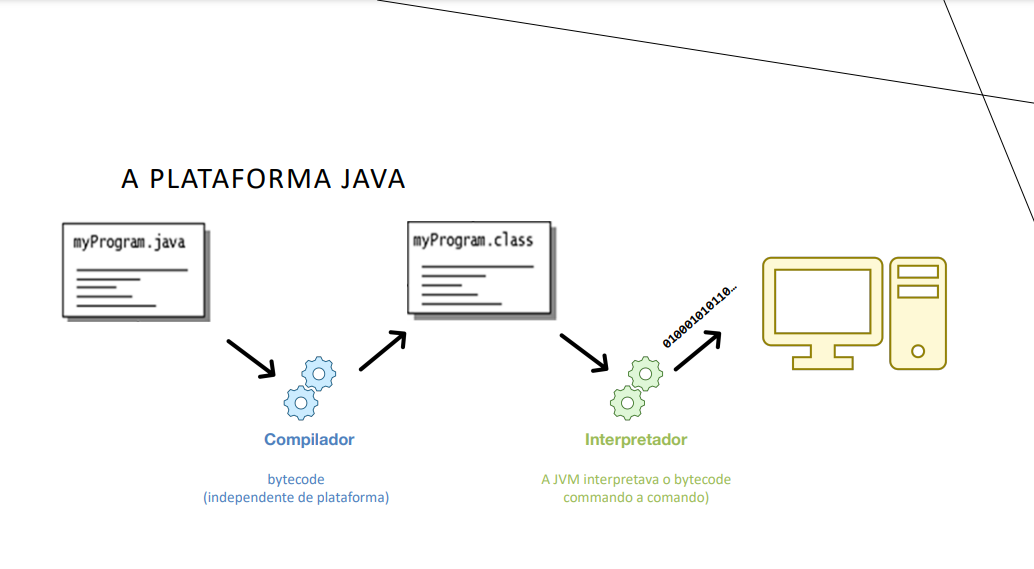 A PLATAFORMA JAVA
myProgram.java
myProgram.class
010001010110...
Compilador
bytecode
(independente de plataforma)
Interpretador
A JVM interpretava o bytecode
commando a comando)